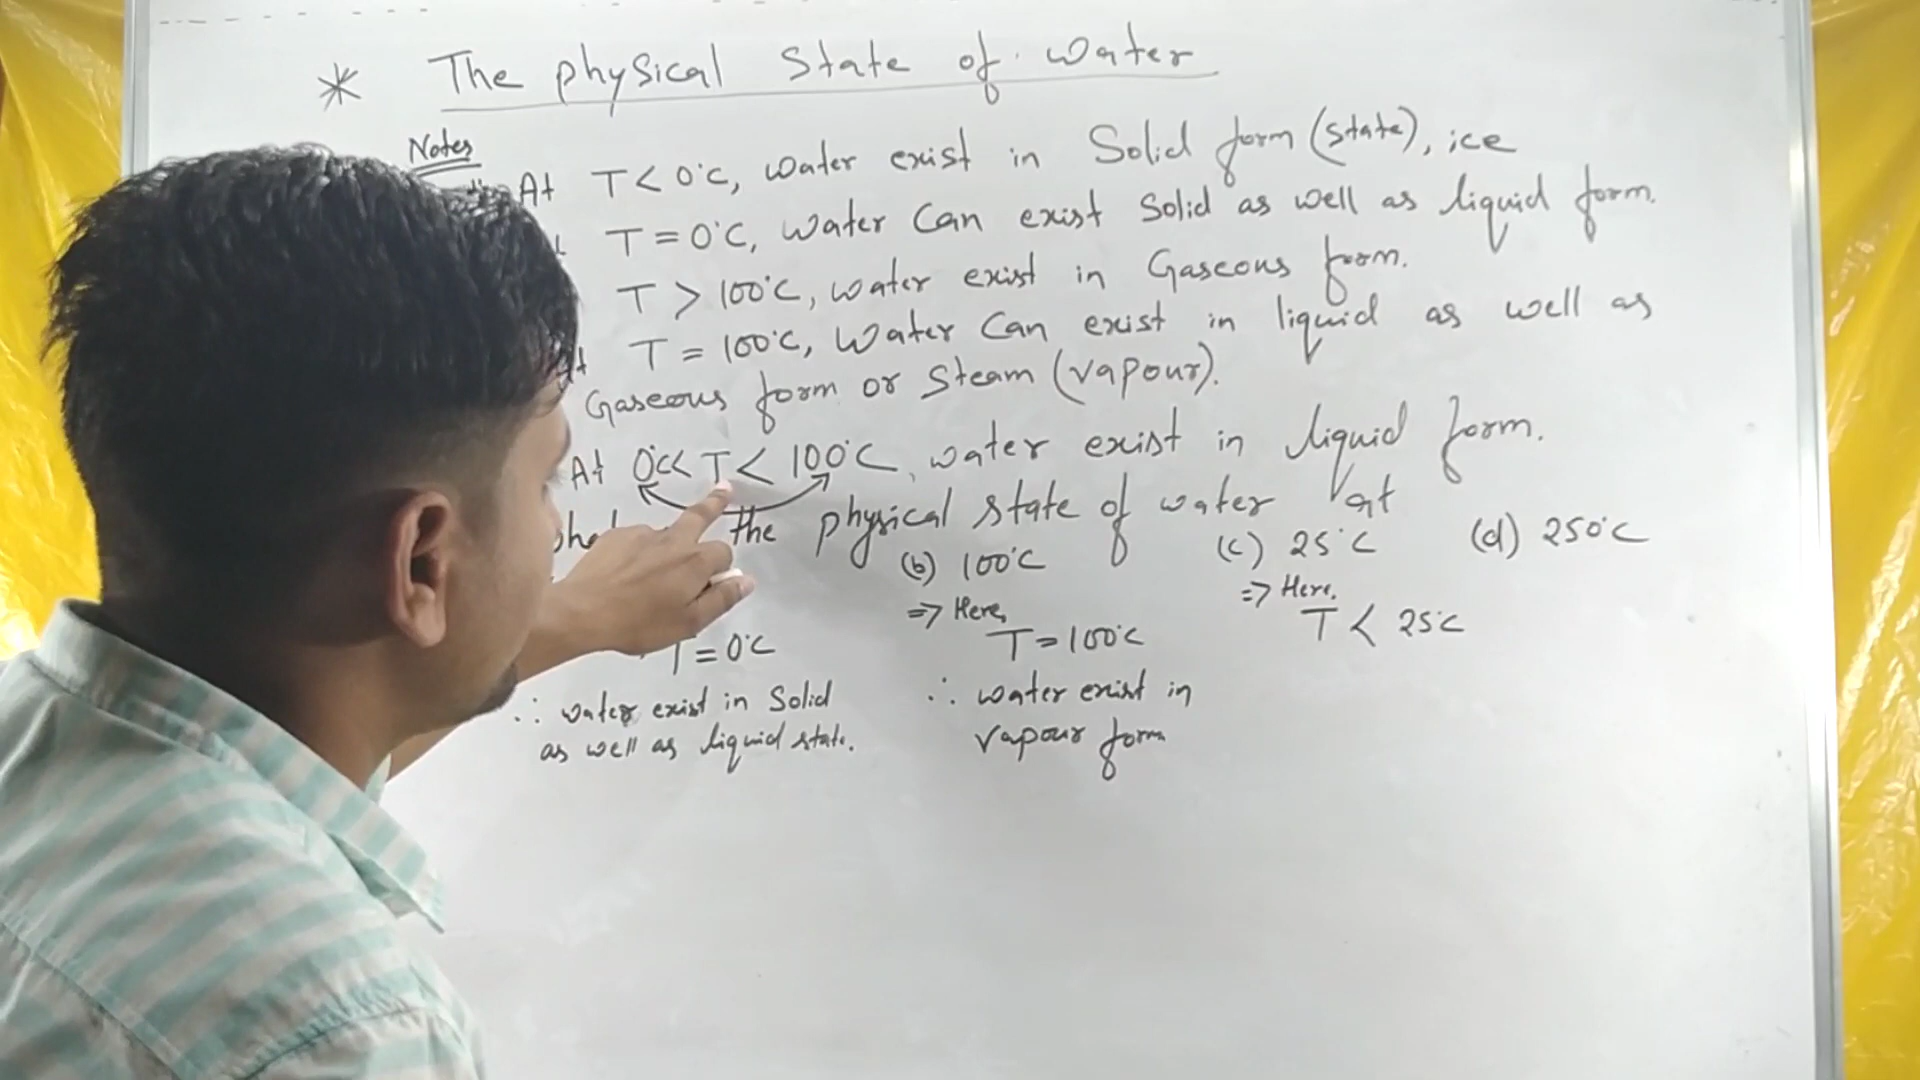 * The physical State of water
Notes
At T < 0°C, water exist in Solid form (state), ice
T = 0°C, Water Can exist Solid as well as liquid form.
T > 100°C, water exist in Gaseous form.
T = 100°C, Water Can exist in liquid as well as
Gaseous form or Steam (vapour).
At 0°C < T < 100°C, water exist in liquid form.
the physical state of water at
(b) 100°C (c) 25°C (d) 250°C
=> Here, => Here,
T = 0°C T = 100°C T < 25°C
∴ water exist in Solid ∴ water exist in
as well as liquid state. vapour form